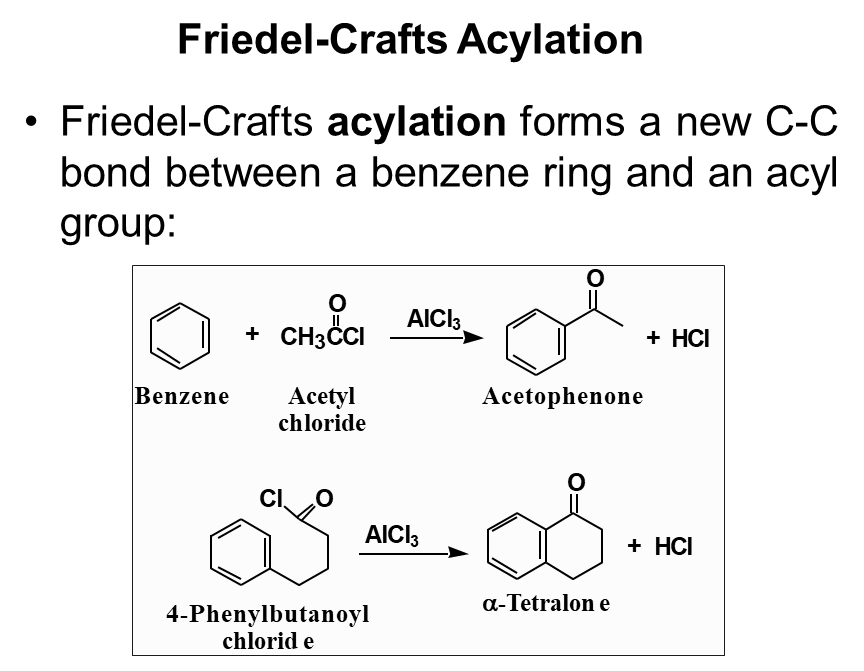 Friedel-Crafts Acylation
• Friedel-Crafts acylation forms a new C-C
bond between a benzene ring and an acyl
group:
O
O
+ CH3CCl AlCl3 + HCl
Benzene Acetyl Acetophenone
chloride
O
Cl O
AlCl3 + HCl
4-Phenylbutanoyl α-Tetralon e
chlorid e